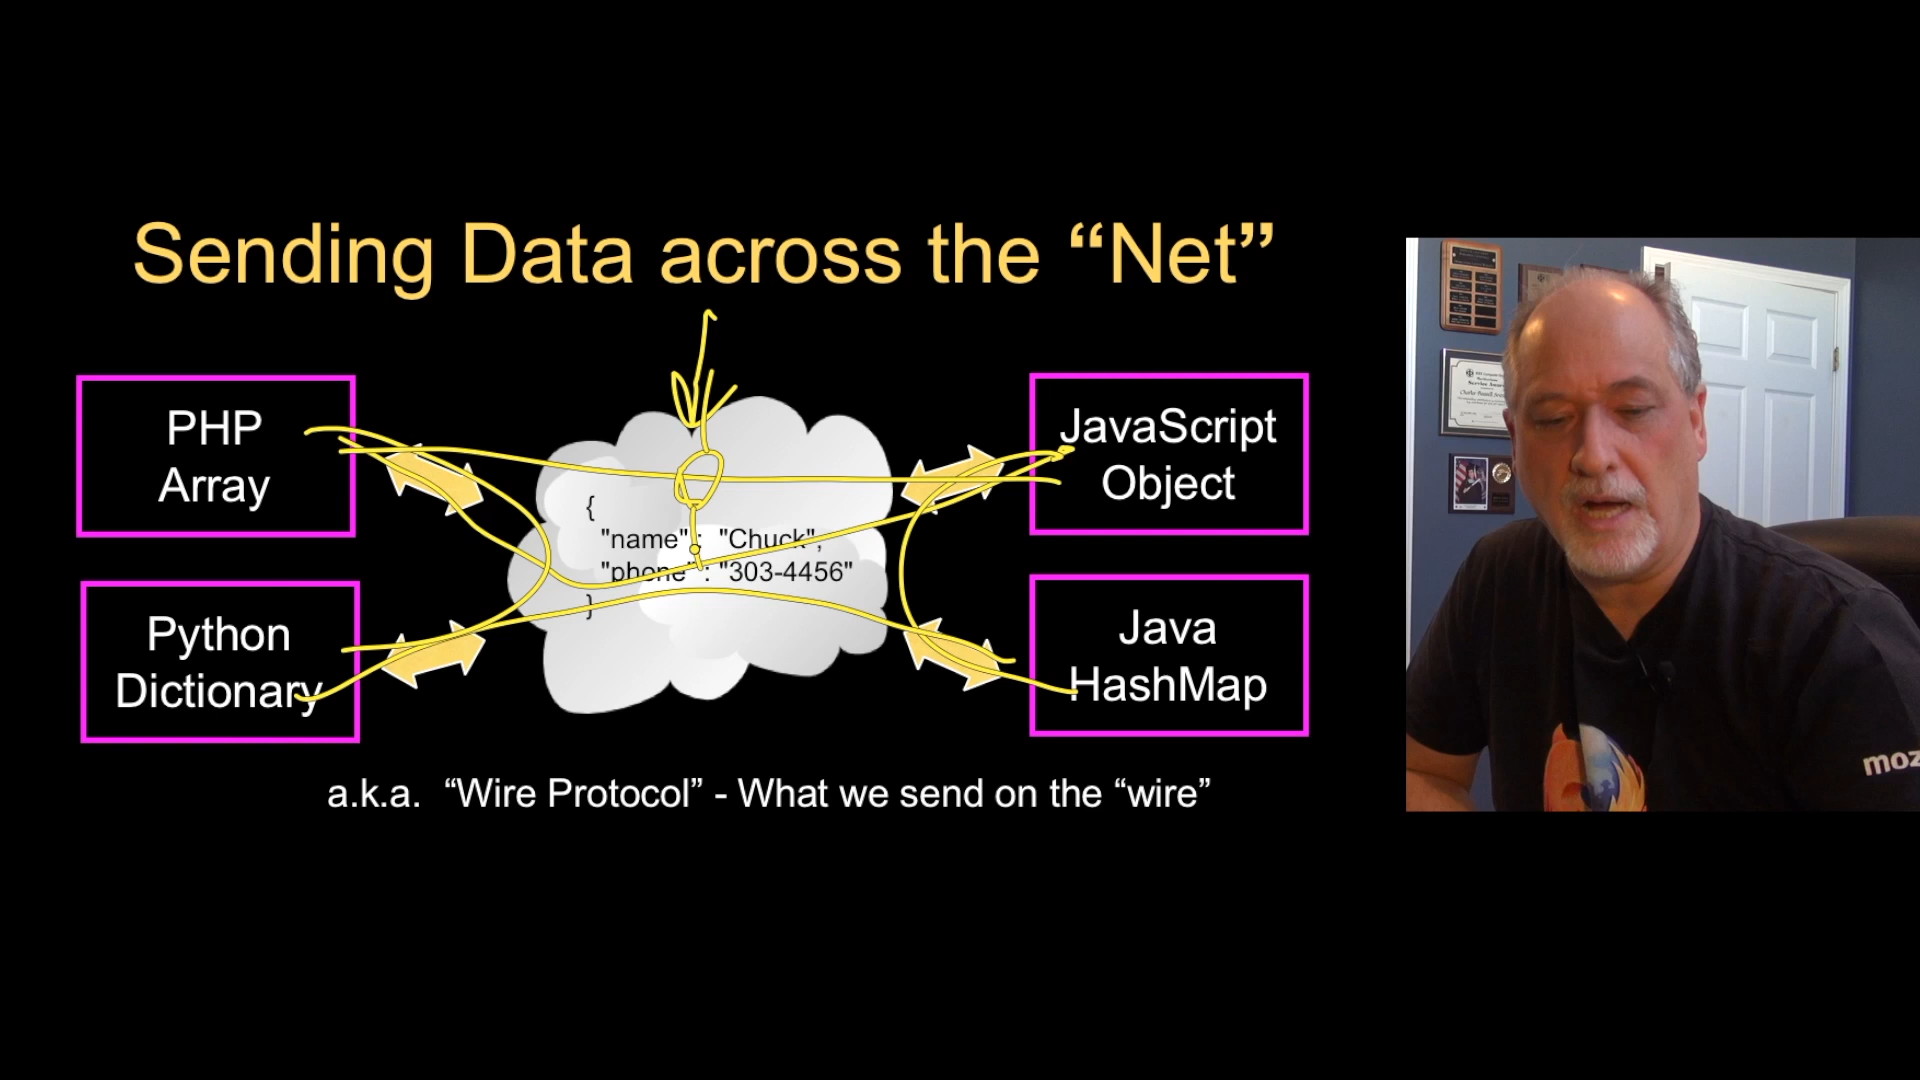 Sending Data across the “Net”
PHP
Array
{
"name" : "Chuck",
"phone" : "303-4456"
}
JavaScript
Object
Python
Dictionary
Java
HashMap
a.k.a. “Wire Protocol” - What we send on the “wire”
moz